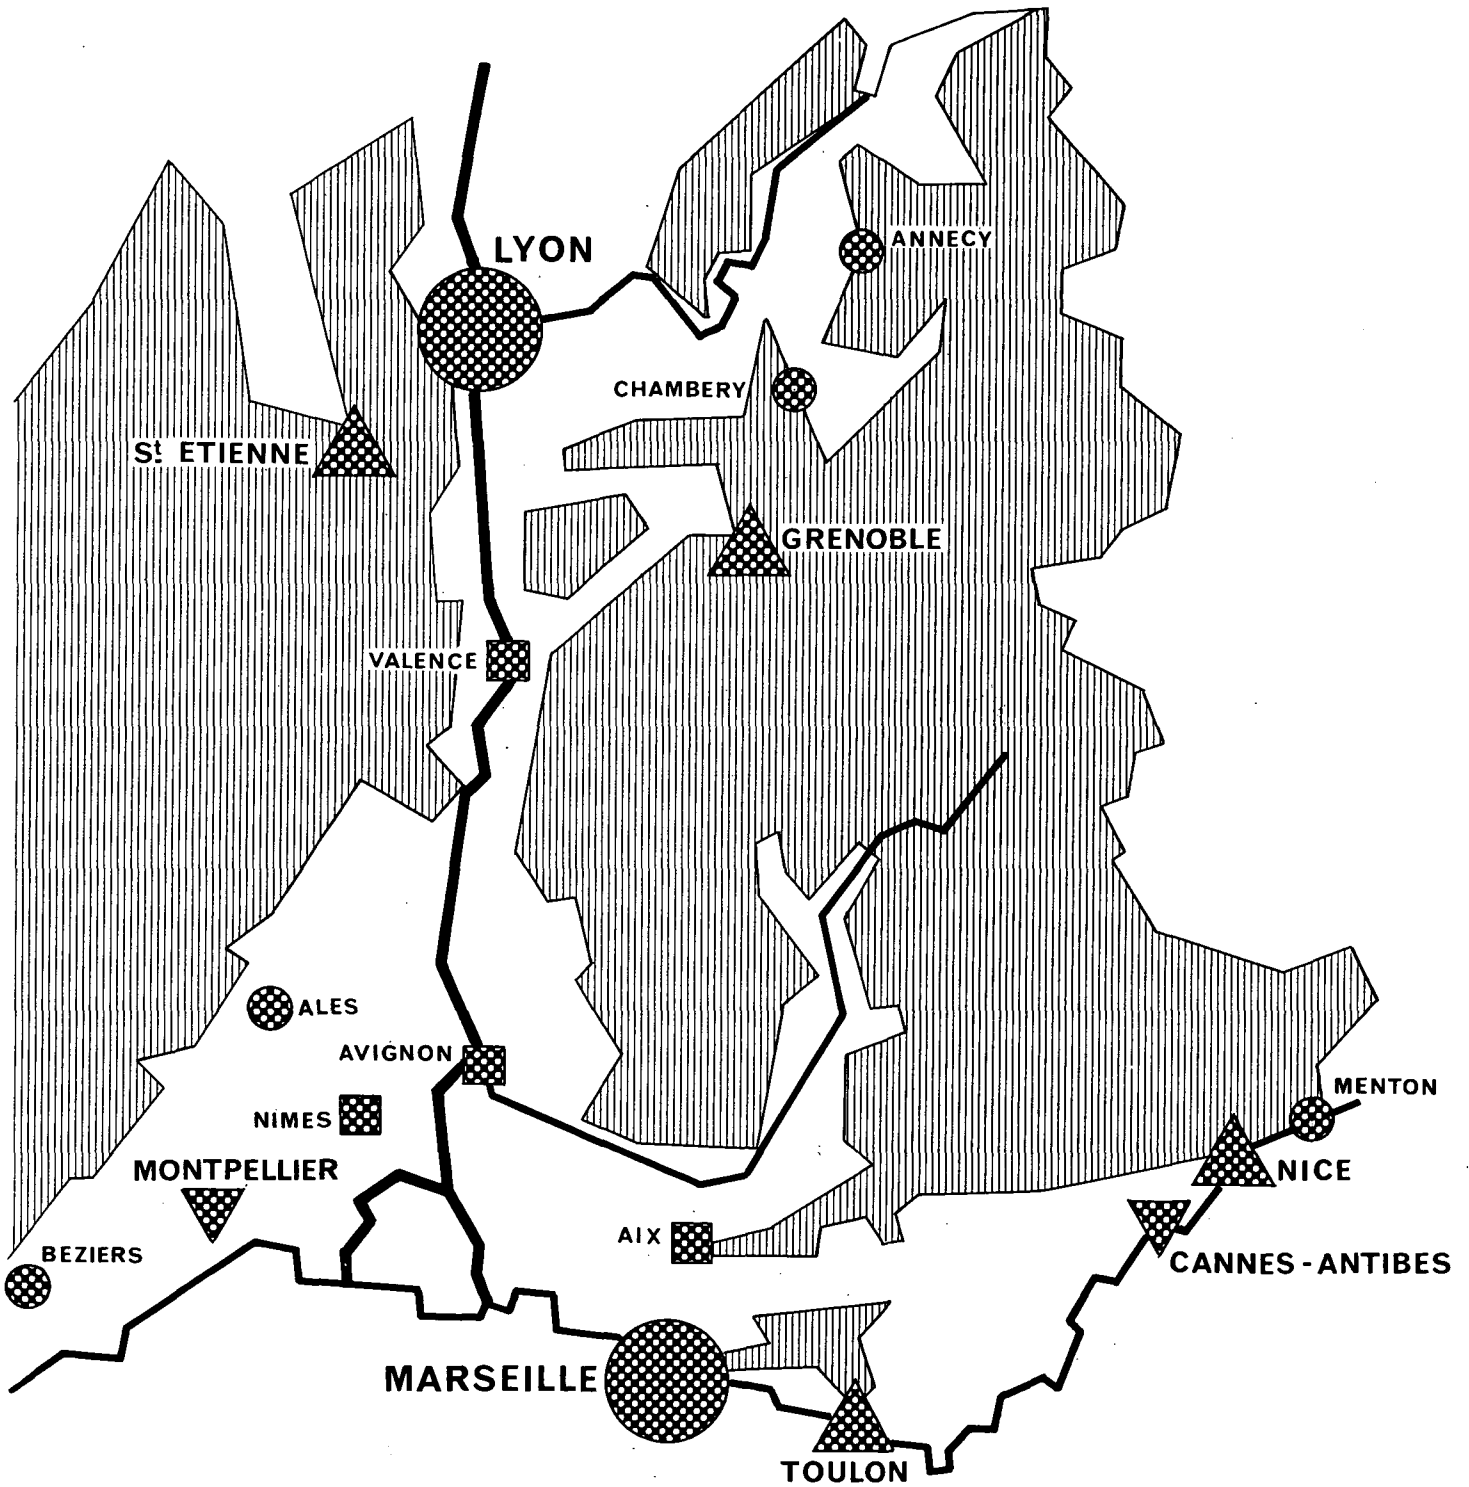 LYON
ANNECY
CHAMBERY
St ETIENNE
GRENOBLE
VALENCE
ALES
AVIGNON
NIMES
MENTON
MONTPELLIER
NICE
AIX
BEZIERS
CANNES - ANTIBES
MARSEILLE
TOULON